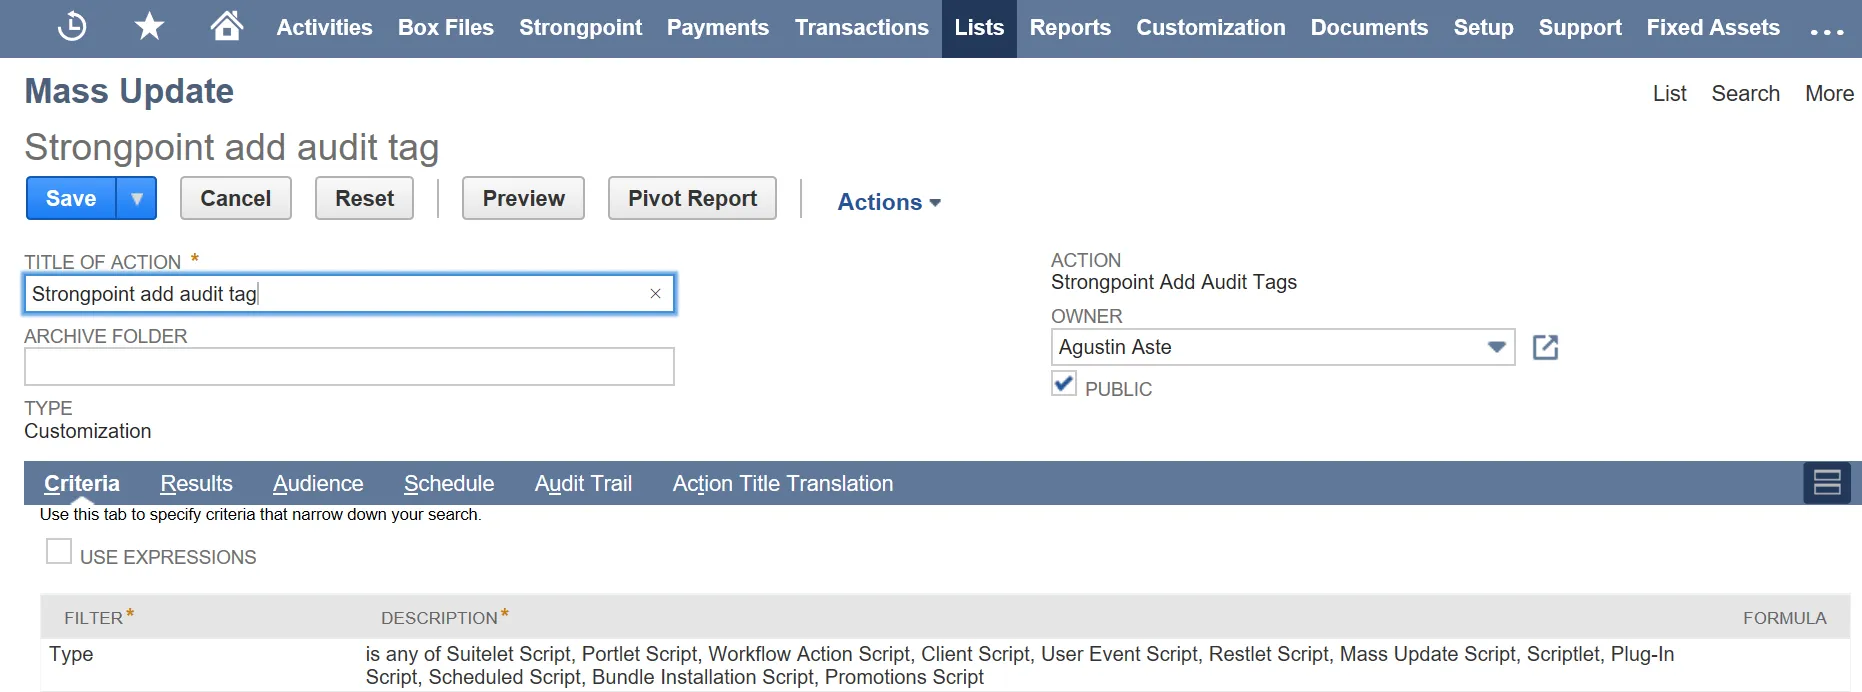 Activities Box Files Strongpoint Payments Transactions Lists Reports Customization Documents Setup Support Fixed Assets ...
Mass Update
List Search More
Strongpoint add audit tag
Save Cancel Reset Preview Pivot Report Actions
TITLE OF ACTION *
Strongpoint add audit tag
ARCHIVE FOLDER
TYPE
Customization
ACTION
Strongpoint Add Audit Tags
OWNER
Agustin Aste
PUBLIC
Criteria Results Audience Schedule Audit Trail Action Title Translation
Use this tab to specify criteria that narrow down your search.
USE EXPRESSIONS
FILTER * DESCRIPTION * FORMULA
Type is any of Suitelet Script, Portlet Script, Workflow Action Script, Client Script, User Event Script, Restlet Script, Mass Update Script, Scriptlet, Plug-In
Script, Scheduled Script, Bundle Installation Script, Promotions Script